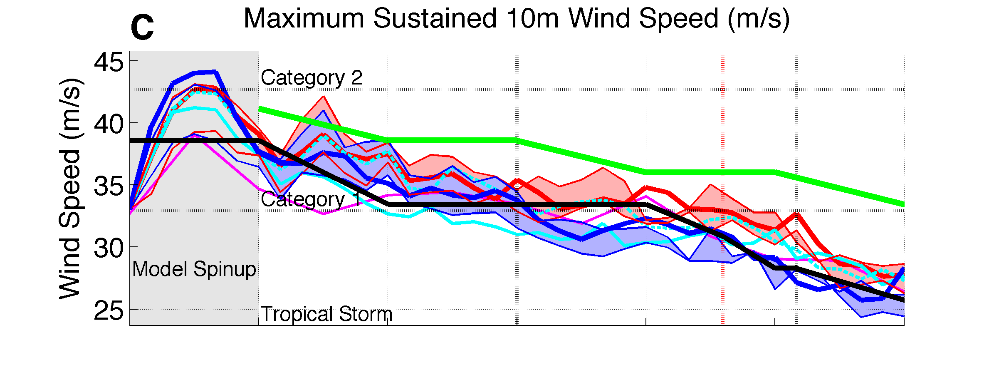 C
Maximum Sustained 10m Wind Speed (m/s)
Wind Speed (m/s)
45
40
35
30
25
Category 2
Category 1
Model Spinup
Tropical Storm